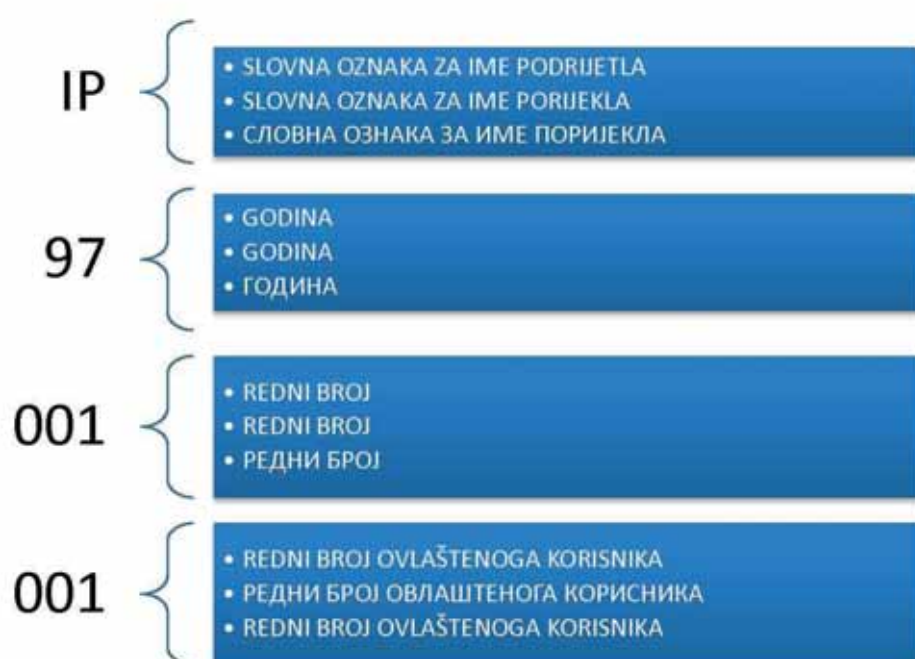 IP
• SLOVNA OZNAKA ZA IME PODRIJETLA
• SLOVNA OZNAKA ZA IME PORIJEKLA
• СЛОВНА ОЗНАКА ЗА ИМЕ ПОРИЈЕКЛА
97
• GODINA
• GODINA
• ГОДИНА
001
• REDNI BROJ
• REDNI BROJ
• РЕДНИ БРОЈ
001
• REDNI BROJ OVLAŠTENOGA KORISNIKA
• РЕДНИ БРОЈ ОВЛАШТЕНОГА КОРИСНИКА
• REDNI BROJ OVLAŠTENOGA KORISNIKA